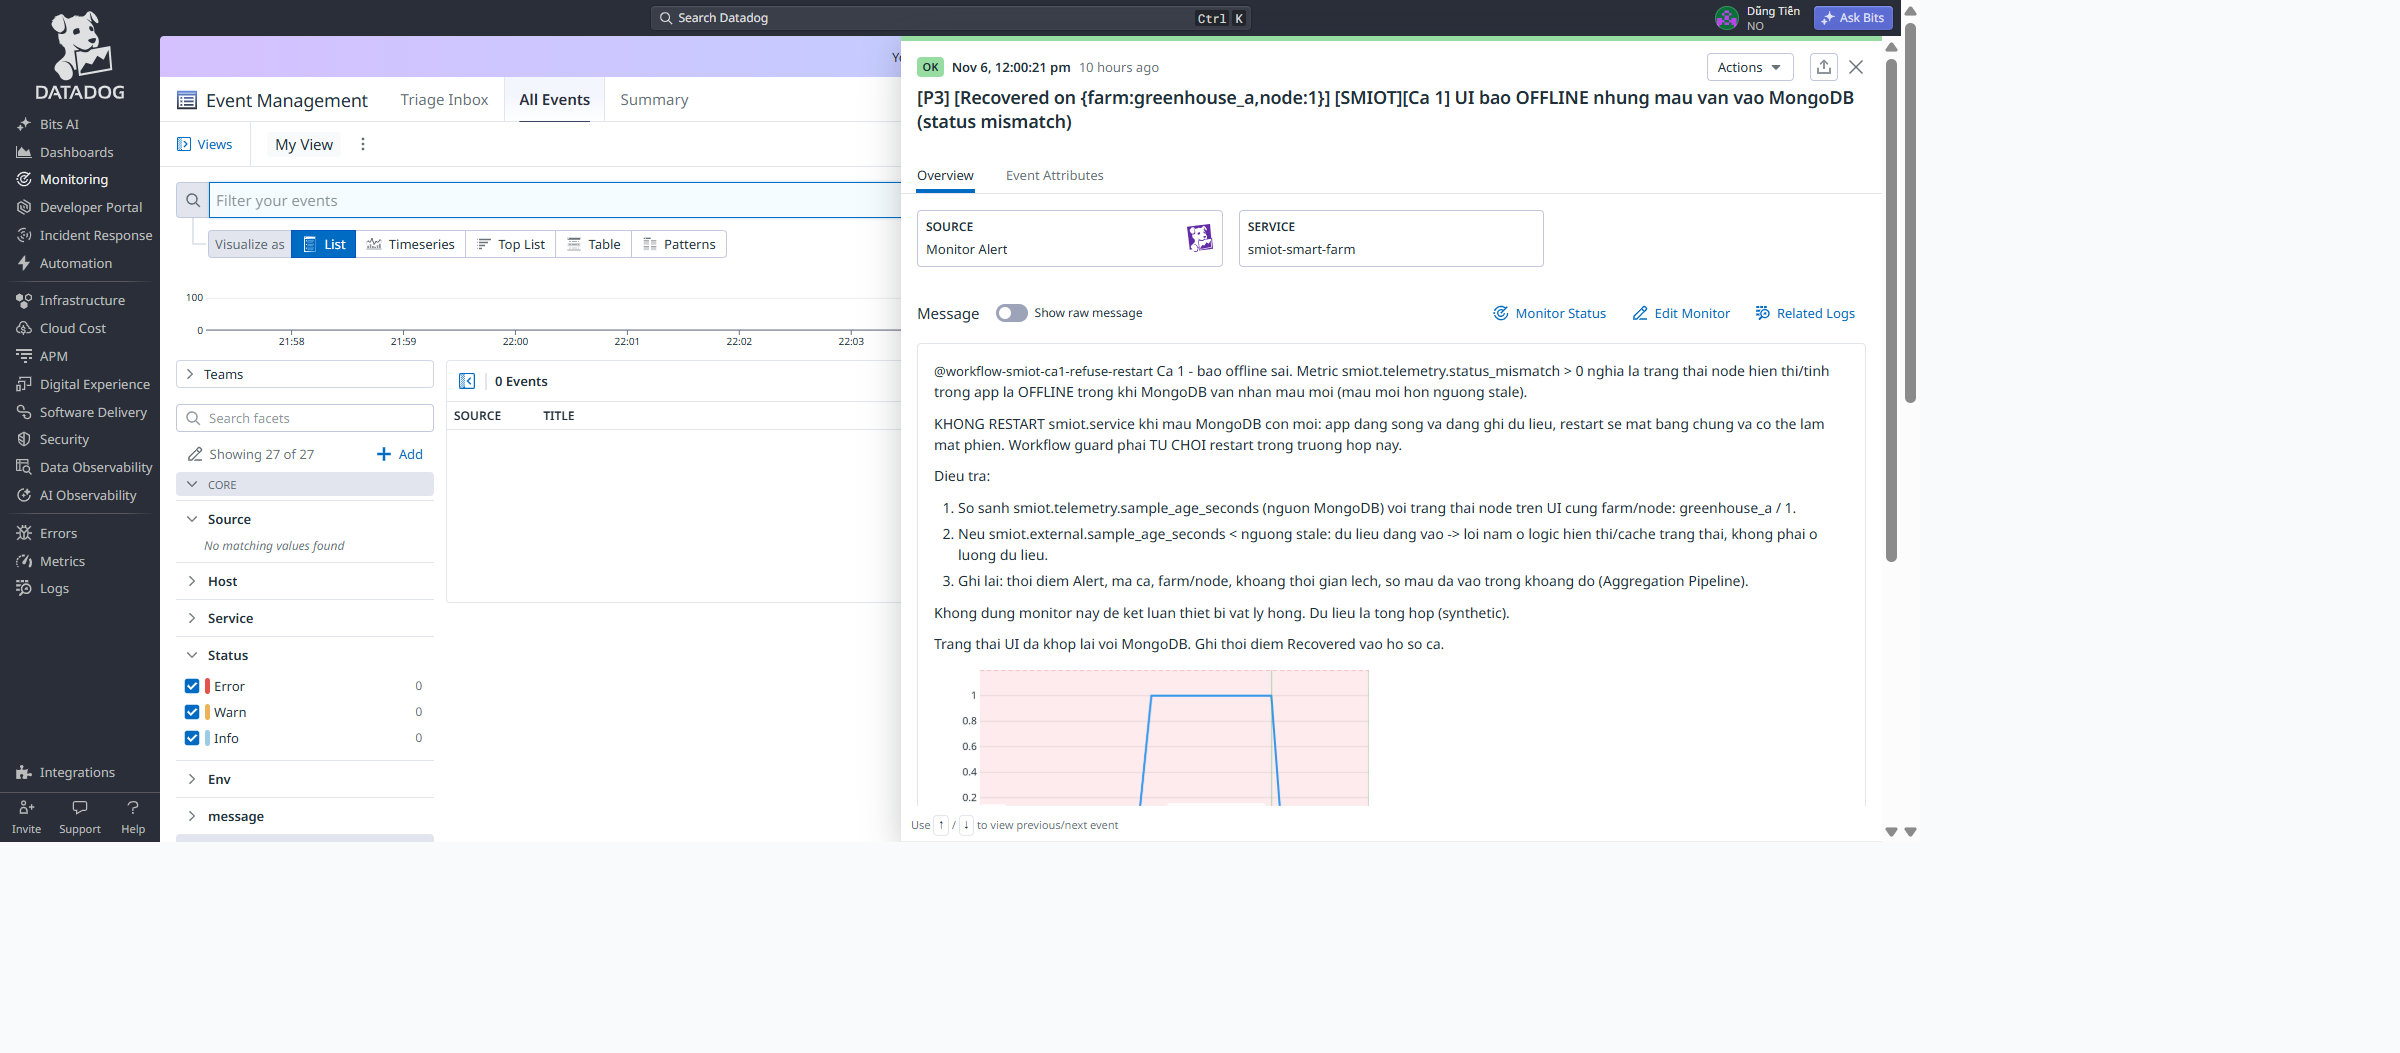 Search Datadog
Ctrl K
Dũng Tiến
NO
Ask Bits
DATADOG
Bits AI
Dashboards
Monitoring
Developer Portal
Incident Response
Automation
Infrastructure
Cloud Cost
APM
Digital Experience
Software Delivery
Security
Data Observability
AI Observability
Errors
Metrics
Logs
Integrations
Invite
Support
Help
Event Management
Triage Inbox
All Events
Summary
Views
My View
Filter your events
Visualize as
List
Timeseries
Top List
Table
Patterns
100
0
21:58
21:59
22:00
22:01
22:02
22:03
Teams
Search facets
Showing 27 of 27
Add
CORE
Source
No matching values found
Host
Service
Status
Error 0
Warn 0
Info 0
Env
message
0 Events
SOURCE
TITLE
OK Nov 6, 12:00:21 pm 10 hours ago
Actions
[P3] [Recovered on {farm:greenhouse_a,node:1}] [SMIOT][Ca 1] UI bao OFFLINE nhung mau van vao MongoDB
(status mismatch)
Overview
Event Attributes
SOURCE
Monitor Alert
SERVICE
smiot-smart-farm
Message
Show raw message
Monitor Status
Edit Monitor
Related Logs
@workflow-smiot-ca1-refuse-restart Ca 1 - bao offline sai. Metric smiot.telemetry.status_mismatch > 0 nghia la trang thai node hien thi/tinh
trong app la OFFLINE trong khi MongoDB van nhan mau moi (mau moi hon nguong stale).
KHONG RESTART smiot.service khi mau MongoDB con moi: app dang song va dang ghi du lieu, restart se mat bang chung va co the lam
mat phien. Workflow guard phai TU CHOI restart trong truong hop nay.
Dieu tra:
1. So sanh smiot.telemetry.sample_age_seconds (nguon MongoDB) voi trang thai node tren UI cung farm/node: greenhouse_a / 1.
2. Neu smiot.external.sample_age_seconds < nguong stale: du lieu dang vao -> loi nam o logic hien thi/cache trang thai, khong phai o
luong du lieu.
3. Ghi lai: thoi diem Alert, ma ca, farm/node, khoang thoi gian lech, so mau da vao trong khoang do (Aggregation Pipeline).
Khong dung monitor nay de ket luan thiet bi vat ly hong. Du lieu la tong hop (synthetic).
Trang thai UI da khop lai voi MongoDB. Ghi thoi diem Recovered vao ho so ca.
1
0.8
0.6
0.4
0.2
Use ↑ / ↓ to view previous/next event